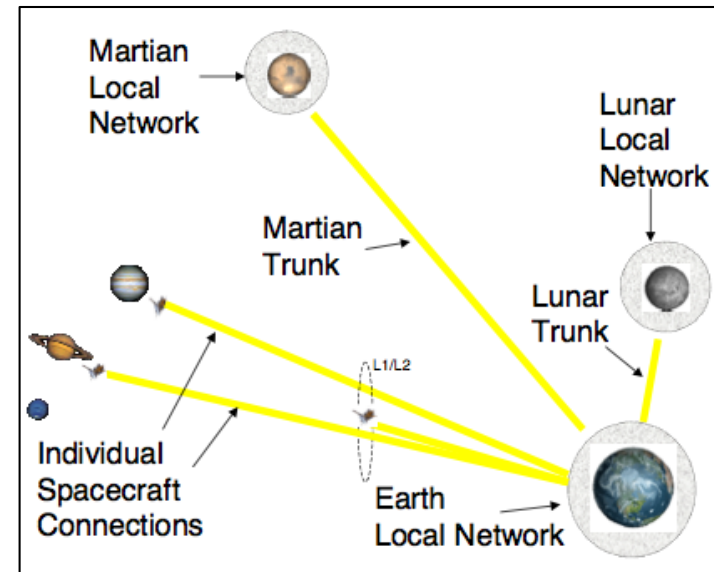 Martian
Local
Network
Lunar
Local
Network
Martian
Trunk
Lunar
Trunk
L1/L2
Individual
Spacecraft
Connections
Earth
Local Network